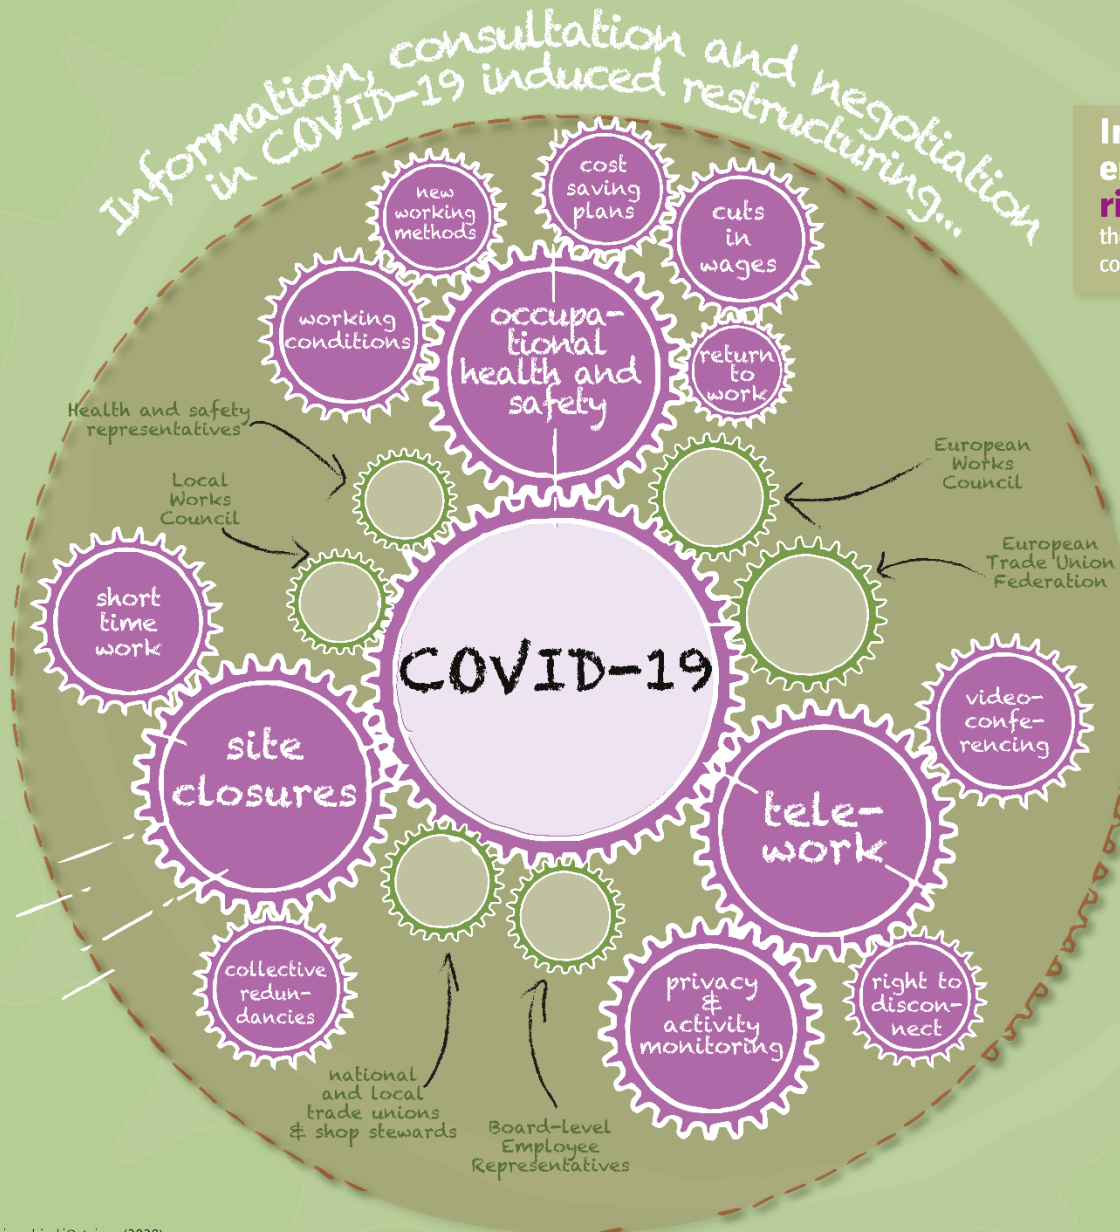 Information, consultation and negotiation
in COVID-19 induced restructuring...
new
working
methods
cost
saving
plans
cuts
in
wages
working
conditions
occupa-
tional
health and
safety
return
to
work
Health and safety
representatives
Local
Works
Council
European
Works
Council
European
Trade Union
Federation
short
time
work
COVID-19
site
closures
video-
confe-
rencing
tele-
work
collective
redun-
dancies
privacy
&
activity
monitoring
right to
discon-
nect
national
and local
trade unions
& shop stewards
Board-level
Employee
Representatives